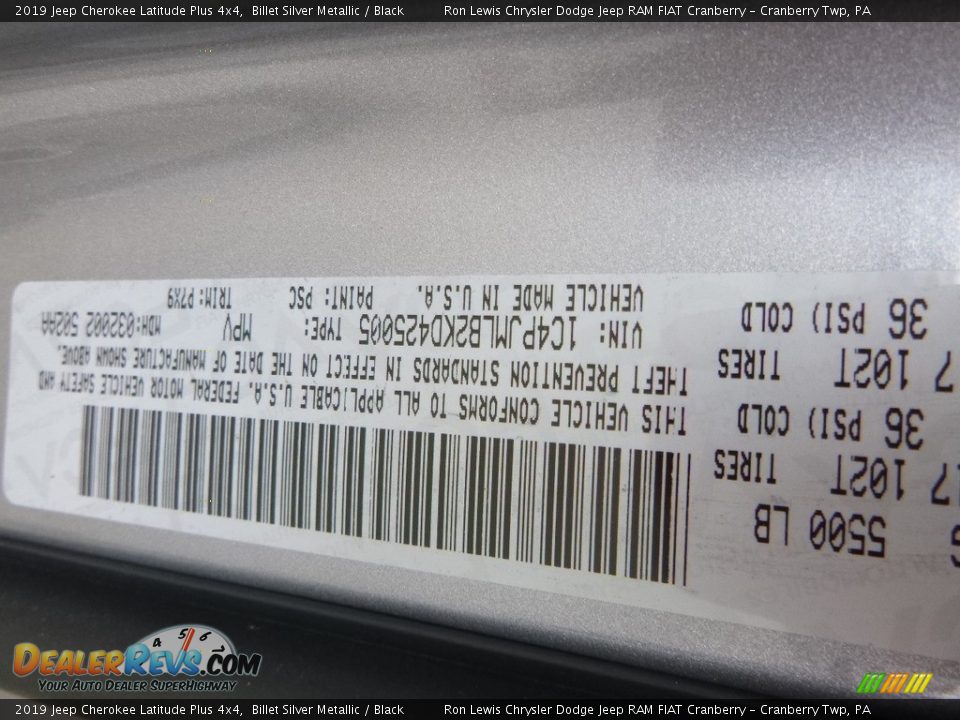 2019 Jeep Cherokee Latitude Plus 4x4, Billet Silver Metallic / Black Ron Lewis Chrysler Dodge Jeep RAM FIAT Cranberry – Cranberry Twp, PA
5500 LB
7 102T TIRES
36 PSI) COLD
7 102T TIRES
36 PSI) COLD
THIS VEHICLE CONFORMS TO ALL APPLICABLE U.S.A. FEDERAL MOTOR VEHICLE SAFETY AND
THEFT PREVENTION STANDARDS IN EFFECT ON THE DATE OF MANUFACTURE SHOWN ABOVE.
VIN: 1C4PJMLB2KD425005 TYPE: MPV MDH:032002 502AA
VEHICLE MADE IN U.S.A. PAINT: PSC TRIM:P7X9
4 5 6
DealerRevs.com
Your Auto Dealer SuperHighway
2019 Jeep Cherokee Latitude Plus 4x4, Billet Silver Metallic / Black Ron Lewis Chrysler Dodge Jeep RAM FIAT Cranberry – Cranberry Twp, PA